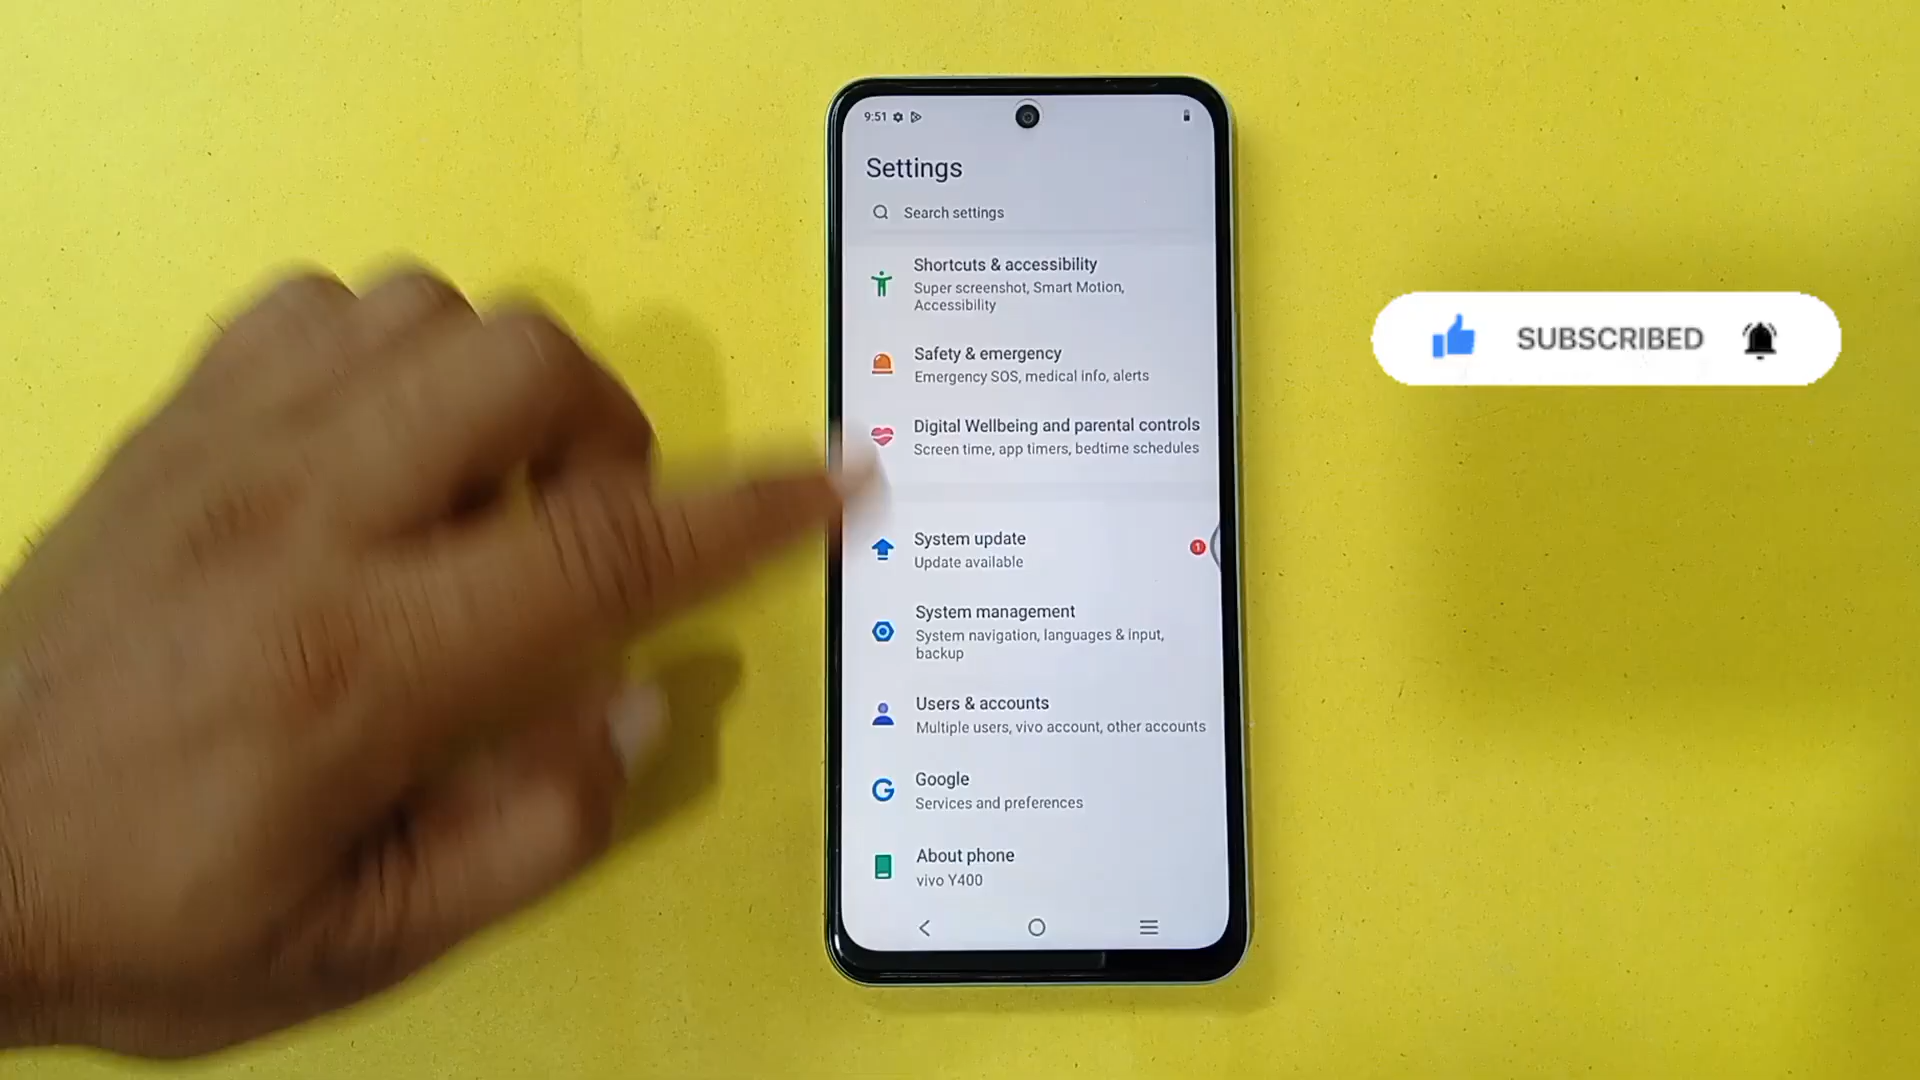 9:51
Settings
Search settings
Shortcuts & accessibility
Super screenshot, Smart Motion,
Accessibility
Safety & emergency
Emergency SOS, medical info, alerts
Digital Wellbeing and parental controls
Screen time, app timers, bedtime schedules
System update
Update available
1
System management
System navigation, languages & input,
backup
Users & accounts
Multiple users, vivo account, other accounts
Google
Services and preferences
About phone
vivo Y400
SUBSCRIBED